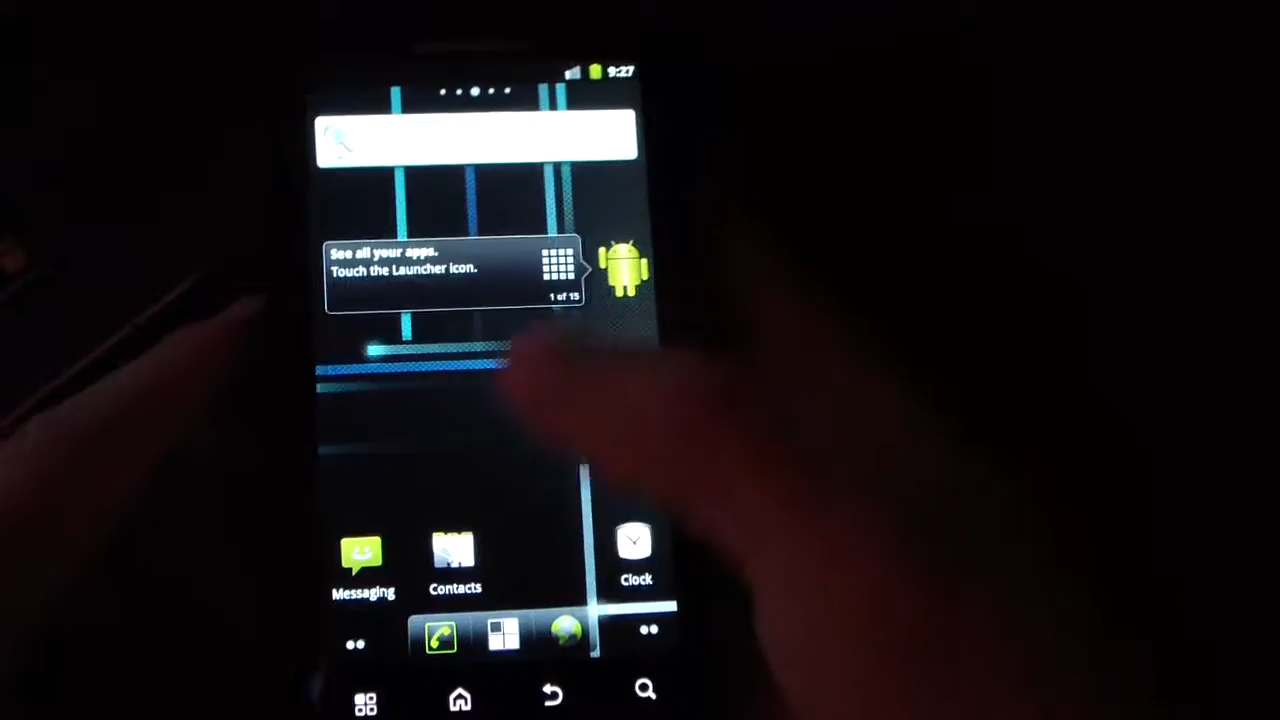 9:27
See all your apps.
Touch the Launcher icon.
1 of 15
Messaging
Contacts
Clock